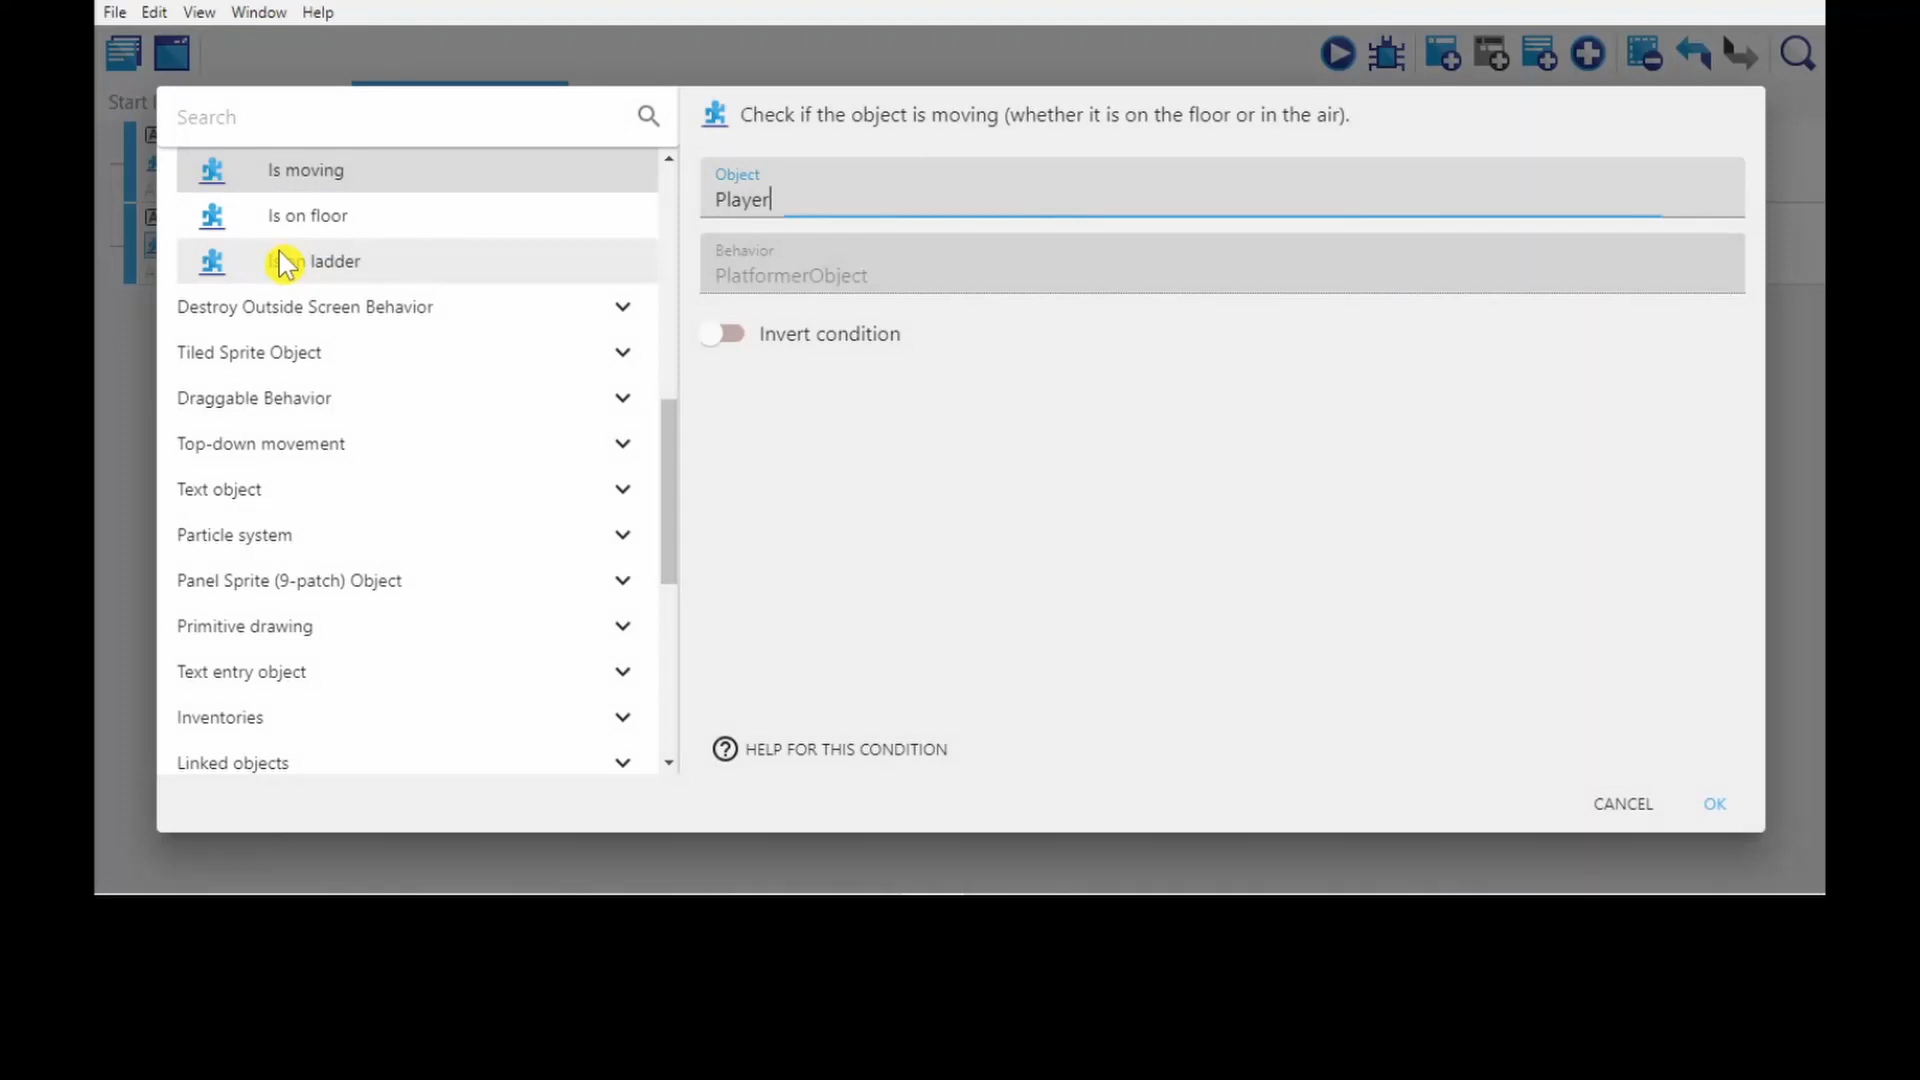 File Edit View Window Help
Start
Search
Is moving
Is on floor
ladder
Destroy Outside Screen Behavior
Tiled Sprite Object
Draggable Behavior
Top-down movement
Text object
Particle system
Panel Sprite (9-patch) Object
Primitive drawing
Text entry object
Inventories
Linked objects
Check if the object is moving (whether it is on the floor or in the air).
Object
Player
Behavior
PlatformerObject
Invert condition
? HELP FOR THIS CONDITION
CANCEL OK